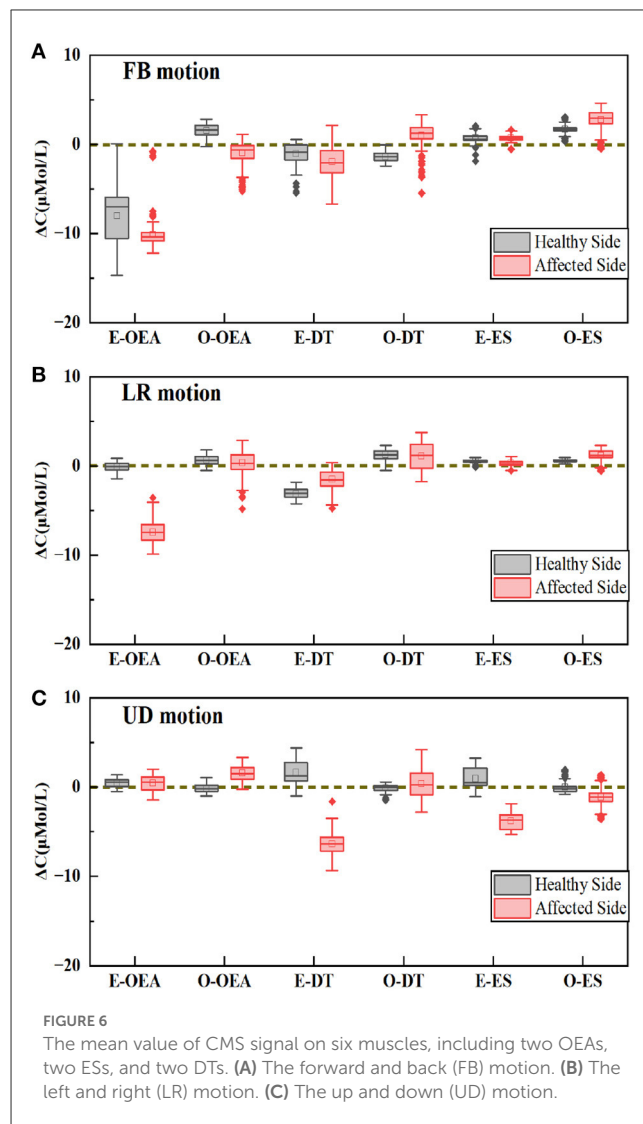 A
FB motion
10
0
−10
−20
ΔC(μMol/L)
Healthy Side
Affected Side
E-OEA O-OEA E-DT O-DT E-ES O-ES
B
LR motion
10
0
−10
−20
ΔC(μMol/L)
Healthy Side
Affected Side
E-OEA O-OEA E-DT O-DT E-ES O-ES
C
UD motion
10
0
−10
−20
ΔC(μMol/L)
Healthy Side
Affected Side
E-OEA O-OEA E-DT O-DT E-ES O-ES
FIGURE 6
The mean value of CMS signal on six muscles, including two OEAs,
two ESs, and two DTs. (A) The forward and back (FB) motion. (B) The
left and right (LR) motion. (C) The up and down (UD) motion.